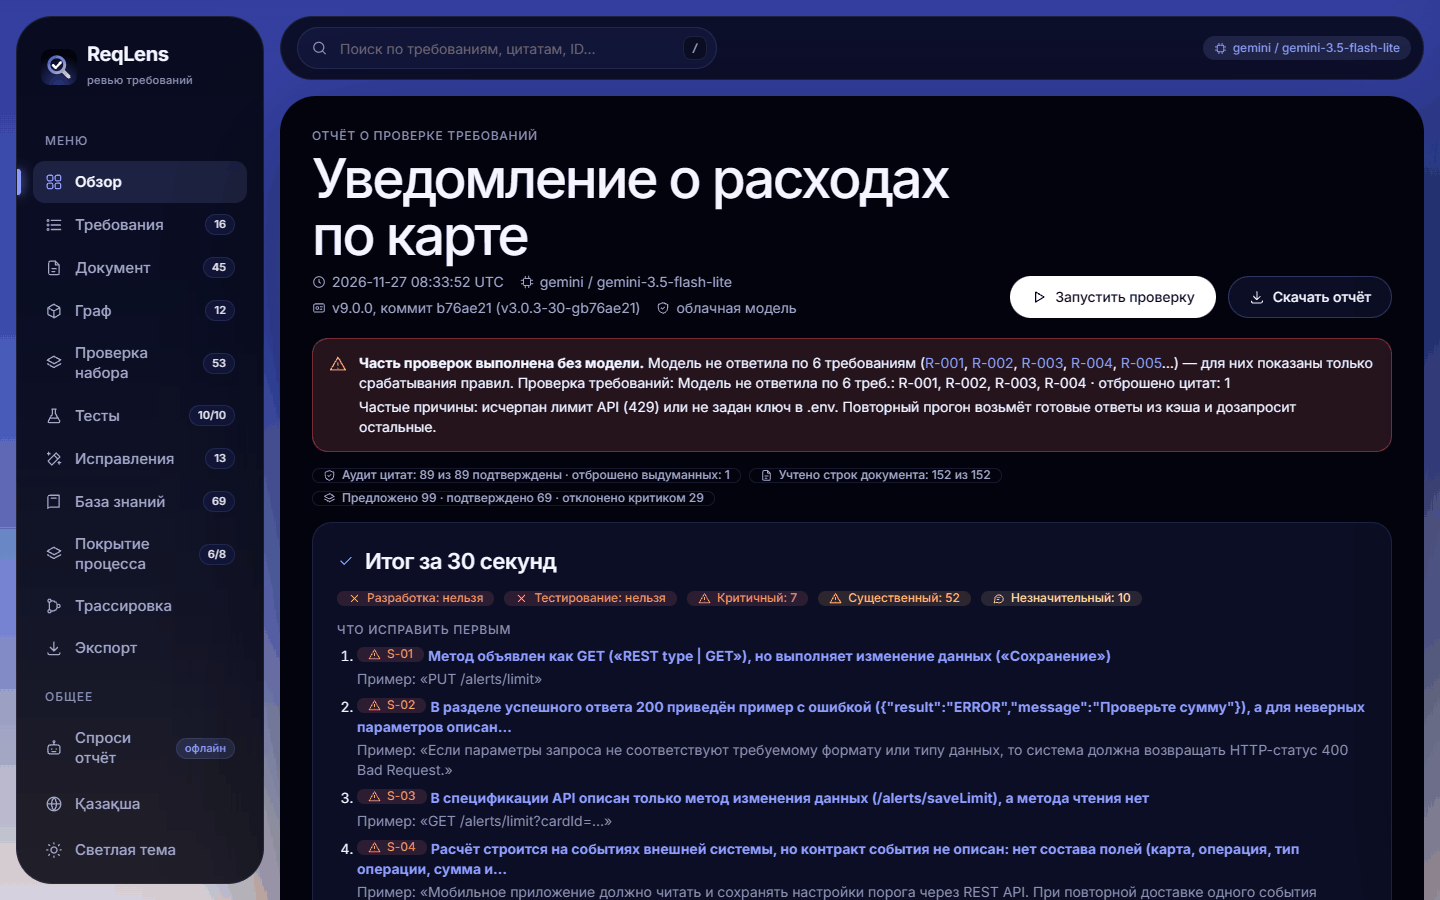 ReqLens
ревью требований
МЕНЮ
Обзор
Требования 16
Документ 45
Граф 12
Проверка
набора 53
Тесты 10/10
Исправления 13
База знаний 69
Покрытие
процесса 6/8
Трассировка
Экспорт
ОБЩЕЕ
Спроси
отчёт офлайн
Қазақша
Светлая тема
Поиск по требованиям, цитатам, ID... /
gemini / gemini-3.5-flash-lite
ОТЧЁТ О ПРОВЕРКЕ ТРЕБОВАНИЙ
Уведомление о расходах
по карте
2026-11-27 08:33:52 UTC gemini / gemini-3.5-flash-lite
v9.0.0, коммит b76ae21 (v3.0.3-30-gb76ae21) облачная модель
Запустить проверку Скачать отчёт
Часть проверок выполнена без модели. Модель не ответила по 6 требованиям (R-001, R-002, R-003, R-004, R-005...) — для них показаны только
срабатывания правил. Проверка требований: Модель не ответила по 6 треб.: R-001, R-002, R-003, R-004 · отброшено цитат: 1
Частые причины: исчерпан лимит API (429) или не задан ключ в .env. Повторный прогон возьмёт готовые ответы из кэша и дозапросит
остальные.
Аудит цитат: 89 из 89 подтверждены · отброшено выдуманных: 1 Учтено строк документа: 152 из 152
Предложено 99 · подтверждено 69 · отклонено критиком 29
Итог за 30 секунд
Разработка: нельзя Тестирование: нельзя Критичный: 7 Существенный: 52 Незначительный: 10
ЧТО ИСПРАВИТЬ ПЕРВЫМ
1. S-01 Метод объявлен как GET («REST type | GET»), но выполняет изменение данных («Сохранение»)
Пример: «PUT /alerts/limit»
2. S-02 В разделе успешного ответа 200 приведён пример с ошибкой ({"result":"ERROR","message":"Проверьте сумму"}), а для неверных
параметров описан...
Пример: «Если параметры запроса не соответствуют требуемому формату или типу данных, то система должна возвращать HTTP-статус 400
Bad Request.»
3. S-03 В спецификации API описан только метод изменения данных (/alerts/saveLimit), а метода чтения нет
Пример: «GET /alerts/limit?cardId=...»
4. S-04 Расчёт строится на событиях внешней системы, но контракт события не описан: нет состава полей (карта, операция, тип
операции, сумма и...
Пример: «Мобильное приложение должно читать и сохранять настройки порога через REST API. При повторной доставке одного события